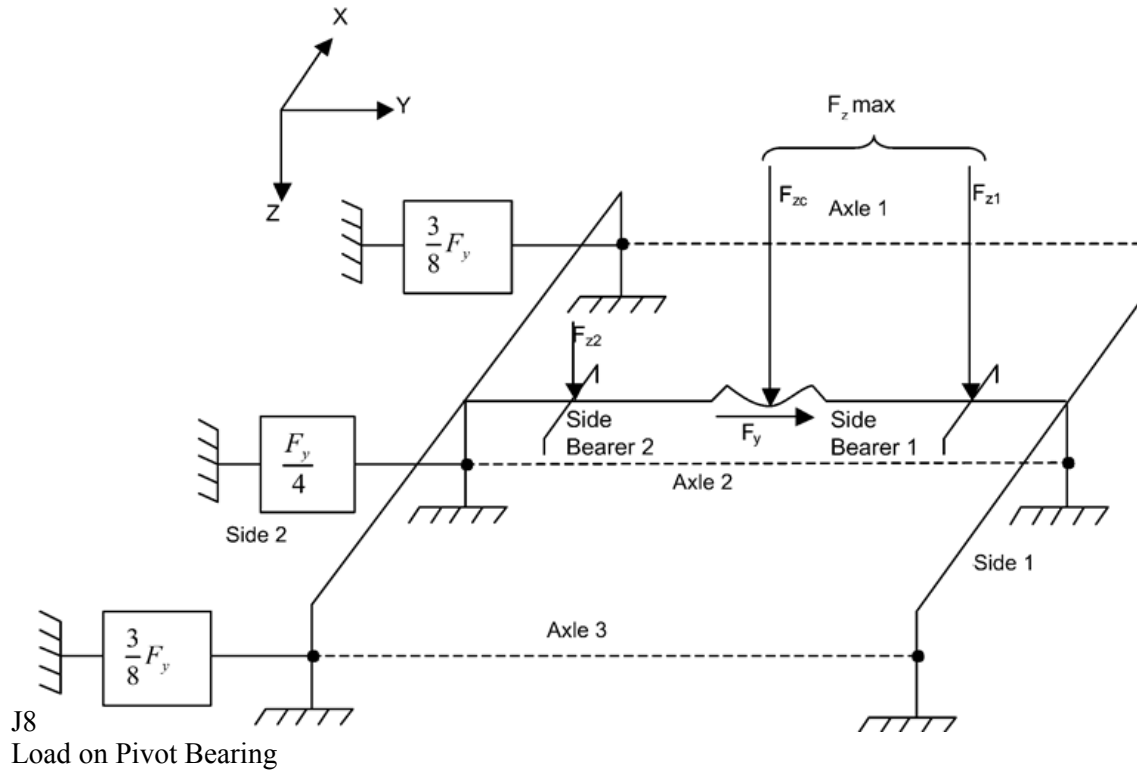 X
Y
Z
F_z max
F_zc
F_z1
Axle 1
3/8 F_y
F_z2
Side
Bearer 2
F_y
Side
Bearer 1
F_y/4
Axle 2
Side 2
Side 1
Axle 3
3/8 F_y
J8
Load on Pivot Bearing